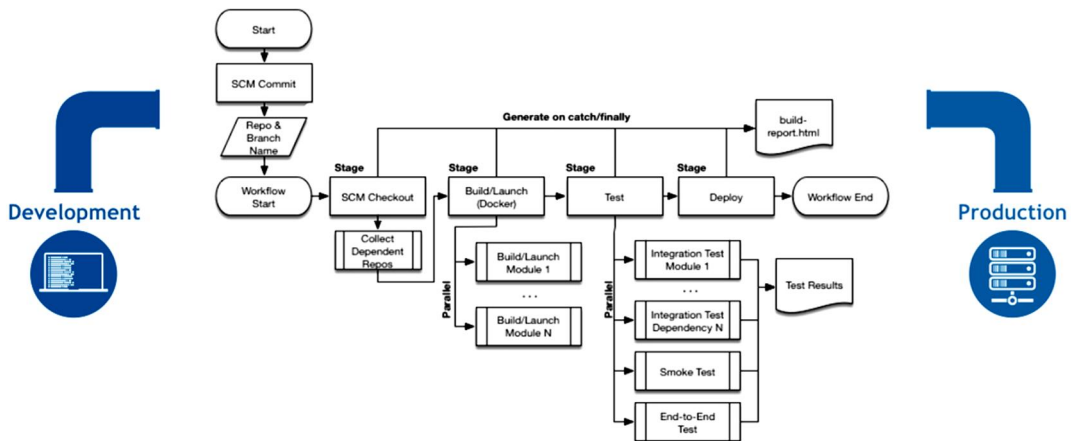 Start
SCM Commit
Repo &
Branch
Name
Generate on catch/finally
build-
report.html
Stage
Stage
Stage
Stage
Workflow
Start
SCM Checkout
Build/Launch
(Docker)
Test
Deploy
Workflow End
Development
Production
Collect
Dependent
Repos
Parallel
Build/Launch
Module 1
...
Build/Launch
Module N
Parallel
Integration Test
Module 1
...
Integration Test
Dependency N
Smoke Test
End-to-End
Test
Test Results